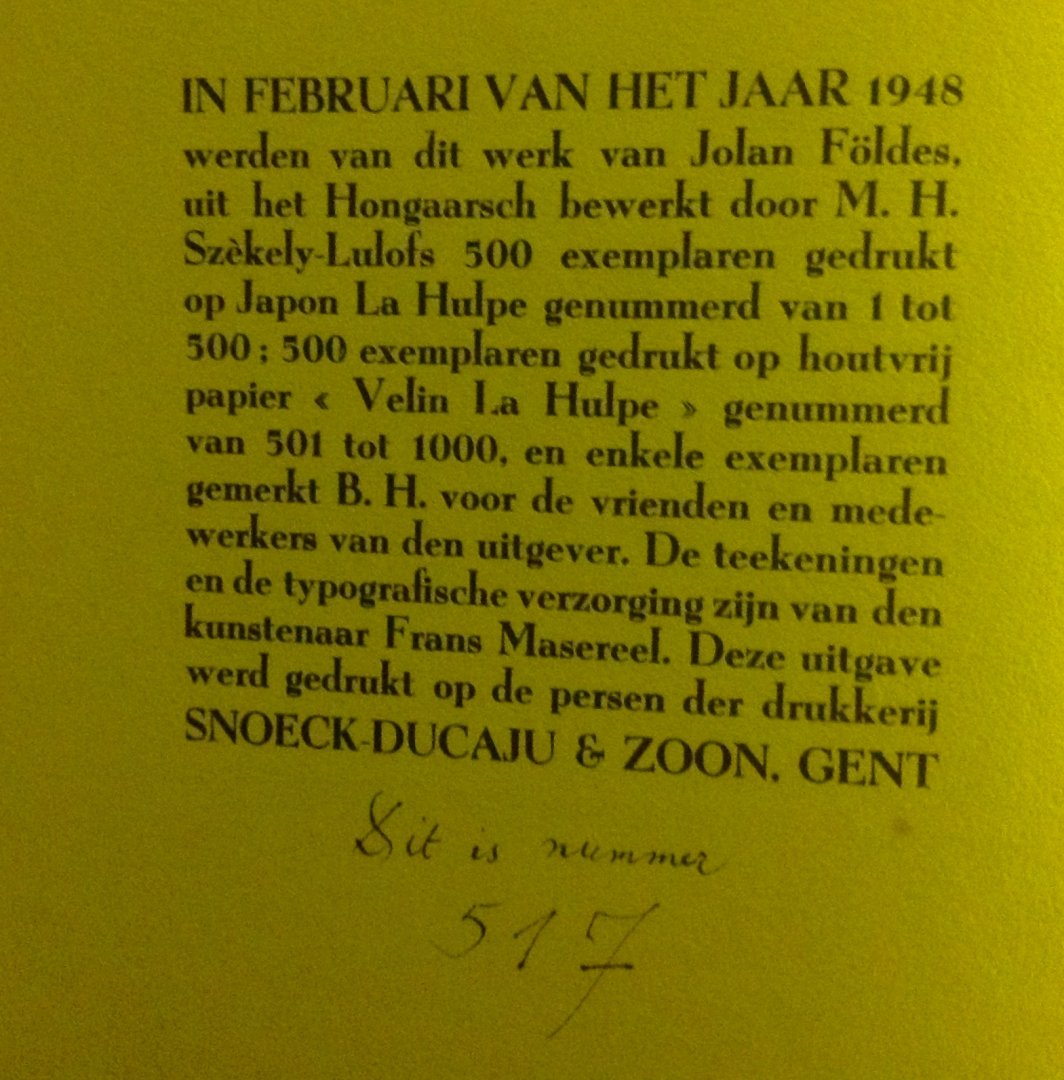 IN FEBRUARI VAN HET JAAR 1948
werden van dit werk van Jolan Földes,
uit het Hongaarsch bewerkt door M. H.
Szèkely-Lulofs 500 exemplaren gedrukt
op Japon La Hulpe genummerd van 1 tot
500 ; 500 exemplaren gedrukt op houtvrij
papier « Velin La Hulpe » genummerd
van 501 tot 1000, en enkele exemplaren
gemerkt B. H. voor de vrienden en mede-
werkers van den uitgever. De teekeningen
en de typografische verzorging zijn van den
kunstenaar Frans Masereel. Deze uitgave
werd gedrukt op de persen der drukkerij
SNOECK-DUCAJU & ZOON. GENT
Dit is nummer
517